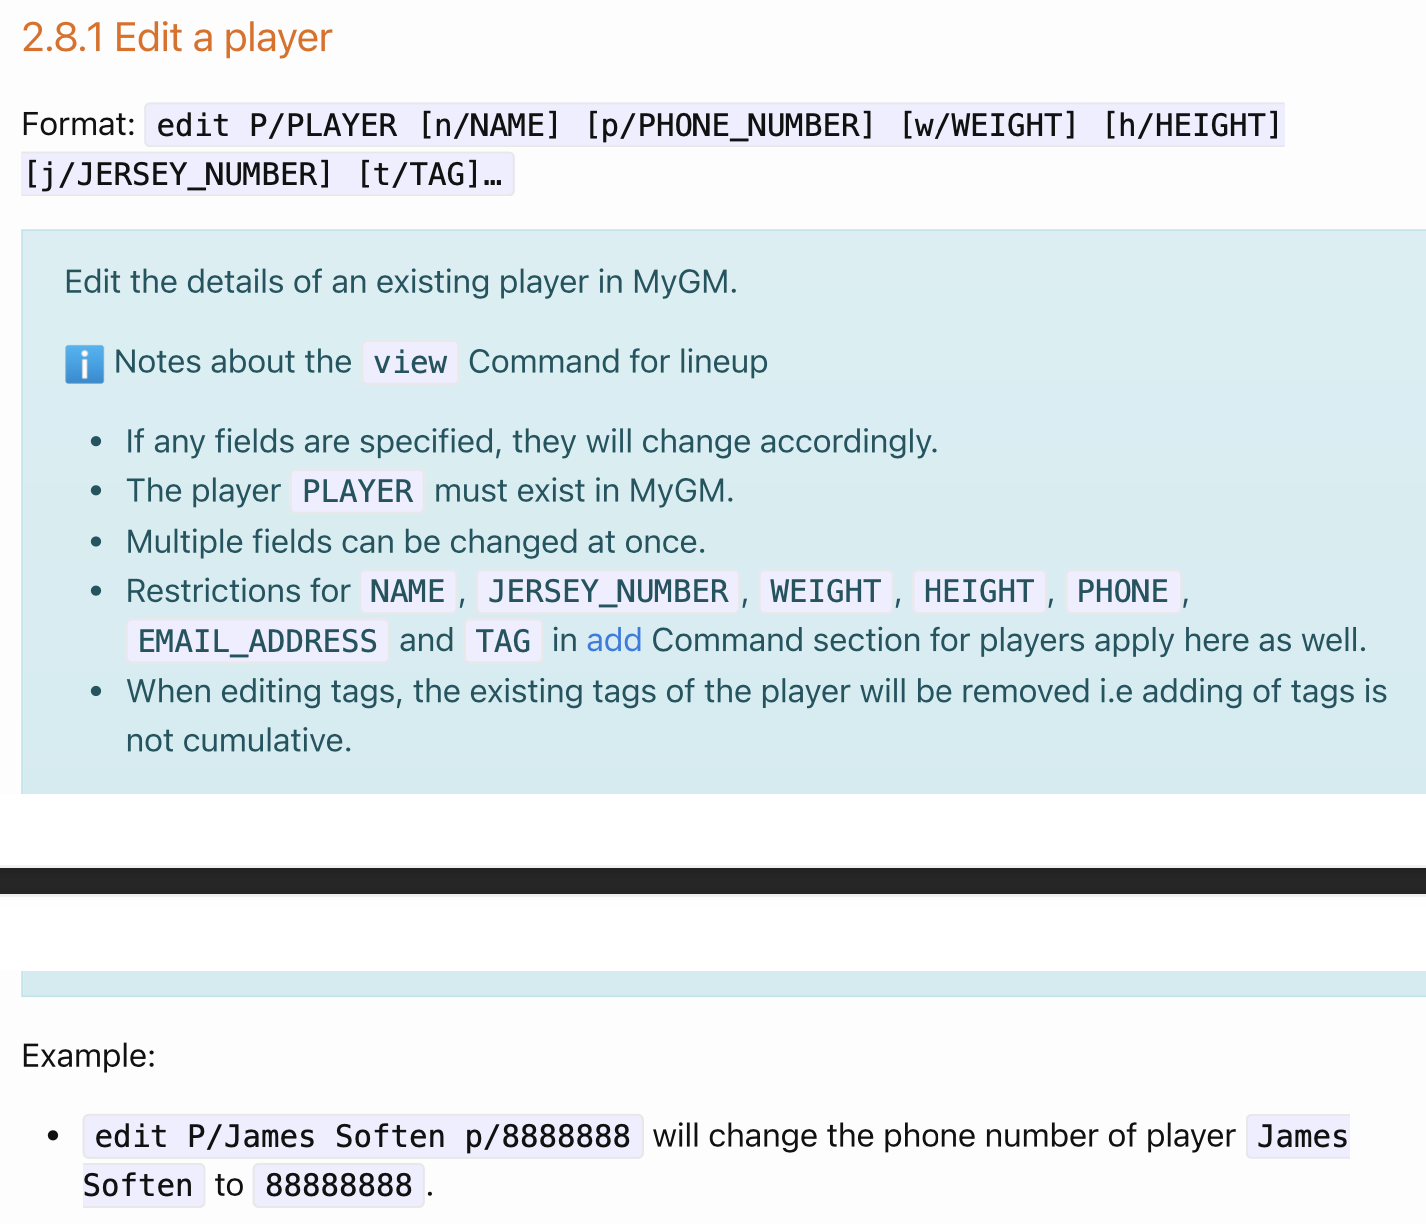 2.8.1 Edit a player
Format: edit P/PLAYER [n/NAME] [p/PHONE_NUMBER] [w/WEIGHT] [h/HEIGHT]
[j/JERSEY_NUMBER] [t/TAG]…
Edit the details of an existing player in MyGM.
ℹ️ Notes about the view Command for lineup
• If any fields are specified, they will change accordingly.
• The player PLAYER must exist in MyGM.
• Multiple fields can be changed at once.
• Restrictions for NAME, JERSEY_NUMBER, WEIGHT, HEIGHT, PHONE,
EMAIL_ADDRESS and TAG in add Command section for players apply here as well.
• When editing tags, the existing tags of the player will be removed i.e adding of tags is
not cumulative.
Example:
• edit P/James Soften p/8888888 will change the phone number of player James
Soften to 88888888.